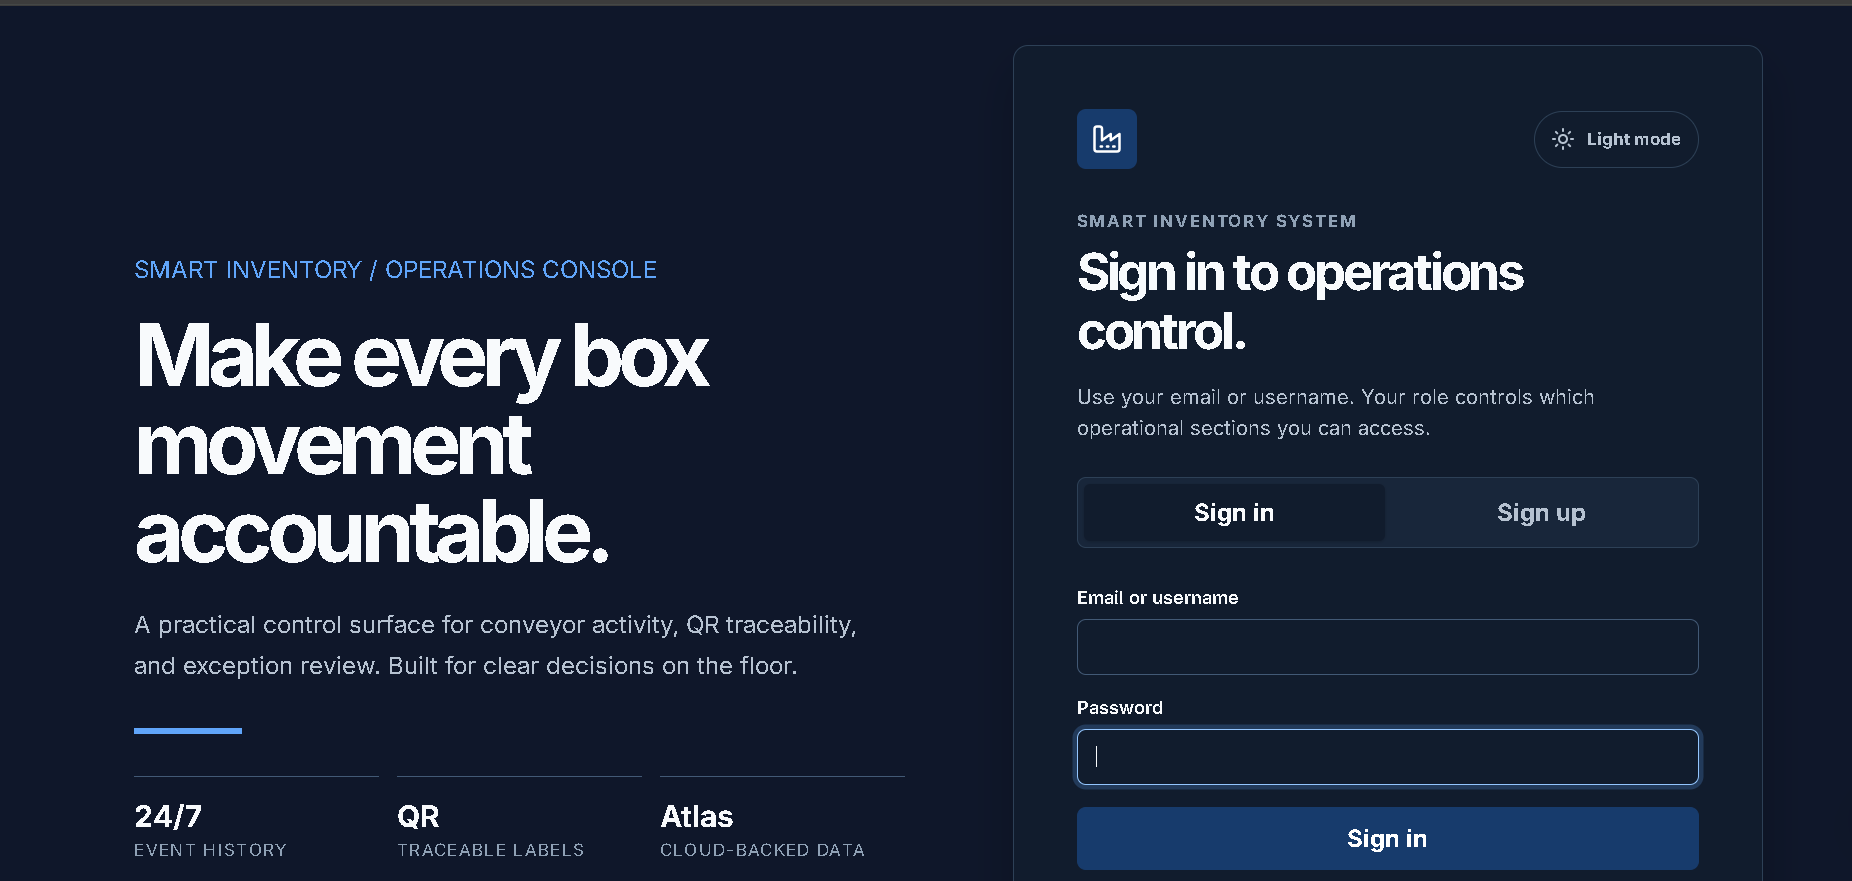 SMART INVENTORY / OPERATIONS CONSOLE
Make every box
movement
accountable.
A practical control surface for conveyor activity, QR traceability,
and exception review. Built for clear decisions on the floor.
24/7
EVENT HISTORY
QR
TRACEABLE LABELS
Atlas
CLOUD-BACKED DATA
Light mode
SMART INVENTORY SYSTEM
Sign in to operations
control.
Use your email or username. Your role controls which
operational sections you can access.
Sign in
Sign up
Email or username
Password
Sign in